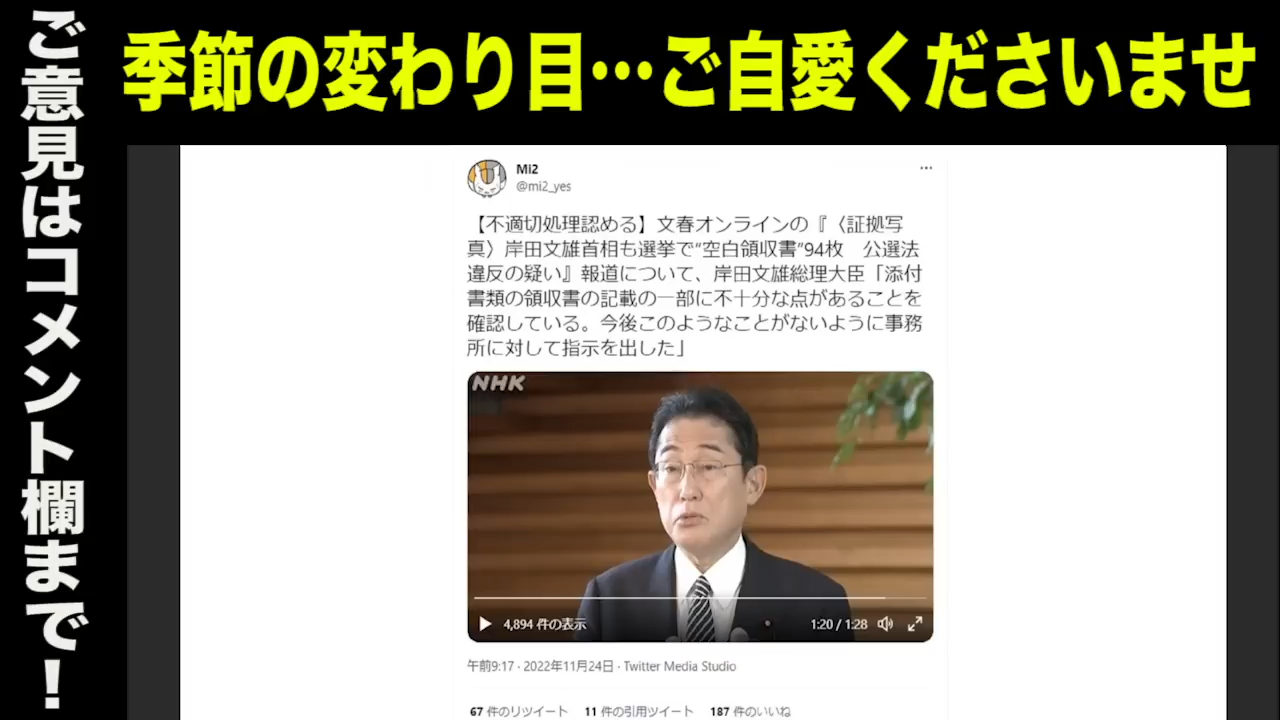 季節の変わり目…ご自愛くださいませ
ご意見はコメント欄まで！
Mi2
@mi2_yes
【不適切処理認める】文春オンラインの『〈証拠写
真〉岸田文雄首相も選挙で“空白領収書”94枚　公選法
違反の疑い』報道について、岸田文雄総理大臣「添付
書類の領収書の記載の一部に不十分な点があることを
確認している。今後このようなことがないように事務
所に対して指示を出した」
NHK
4,894 件の表示
1:20 / 1:28
午前9:17 · 2022年11月24日 · Twitter Media Studio
67 件のリツイート 11 件の引用ツイート 187 件のいいね